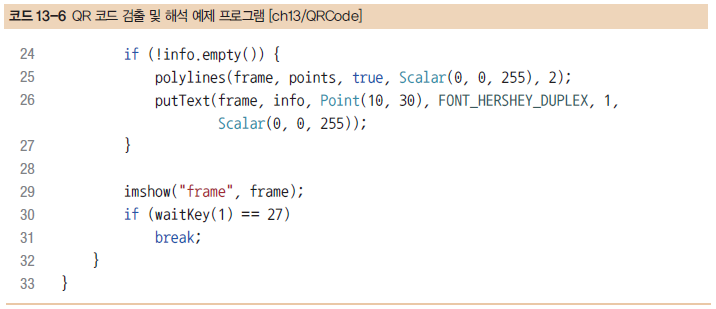 코드 13-6 QR 코드 검출 및 해석 예제 프로그램 [ch13/QRCode]
24 if (!info.empty()) {
25 polylines(frame, points, true, Scalar(0, 0, 255), 2);
26 putText(frame, info, Point(10, 30), FONT_HERSHEY_DUPLEX, 1,
Scalar(0, 0, 255));
27 }
28
29 imshow("frame", frame);
30 if (waitKey(1) == 27)
31 break;
32 }
33 }